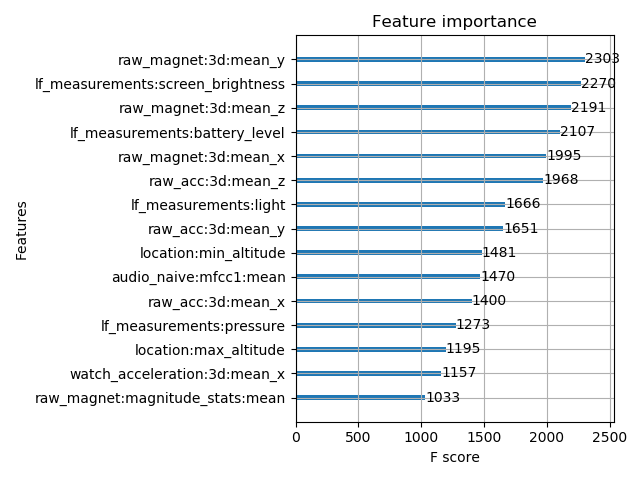 Feature importance
Features
raw_magnet:3d:mean_y 2303
lf_measurements:screen_brightness 2270
raw_magnet:3d:mean_z 2191
lf_measurements:battery_level 2107
raw_magnet:3d:mean_x 1995
raw_acc:3d:mean_z 1968
lf_measurements:light 1666
raw_acc:3d:mean_y 1651
location:min_altitude 1481
audio_naive:mfcc1:mean 1470
raw_acc:3d:mean_x 1400
lf_measurements:pressure 1273
location:max_altitude 1195
watch_acceleration:3d:mean_x 1157
raw_magnet:magnitude_stats:mean 1033
0 500 1000 1500 2000 2500
F score